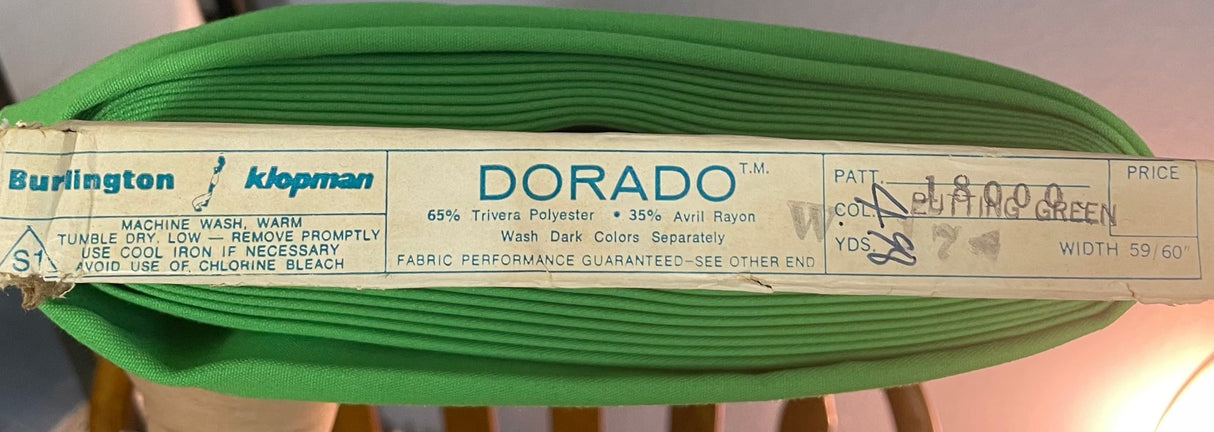 Burlington klopman
MACHINE WASH, WARM
TUMBLE DRY, LOW — REMOVE PROMPTLY
USE COOL IRON IF NECESSARY
AVOID USE OF CHLORINE BLEACH
S1
DORADO T.M.
65% Trivera Polyester • 35% Avril Rayon
Wash Dark Colors Separately
FABRIC PERFORMANCE GUARANTEED—SEE OTHER END
PATT. 18000
COL. PUTTING GREEN
YDS.
W 74
PRICE
WIDTH 59/60"